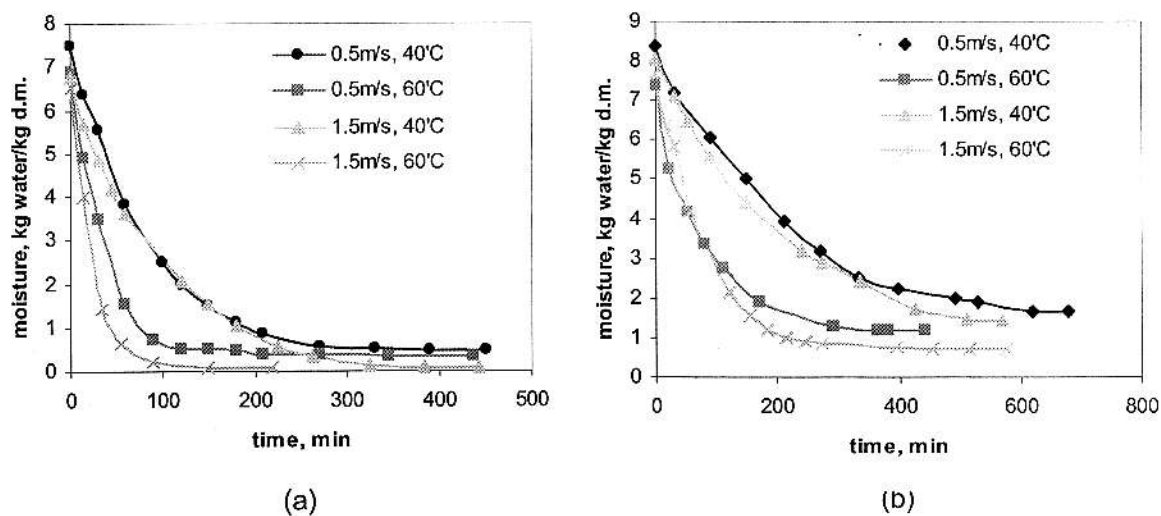 8
7
6
5
4
3
2
1
0
moisture, kg water/kg d.m.
0 100 200 300 400 500
time, min
0.5m/s, 40'C
0.5m/s, 60'C
1.5m/s, 40'C
1.5m/s, 60'C
(a)
9
8
7
6
5
4
3
2
1
0
moisture, kg water/kg d.m.
0 200 400 600 800
time, min
0.5m/s, 40'C
0.5m/s, 60'C
1.5m/s, 40'C
1.5m/s, 60'C
(b)